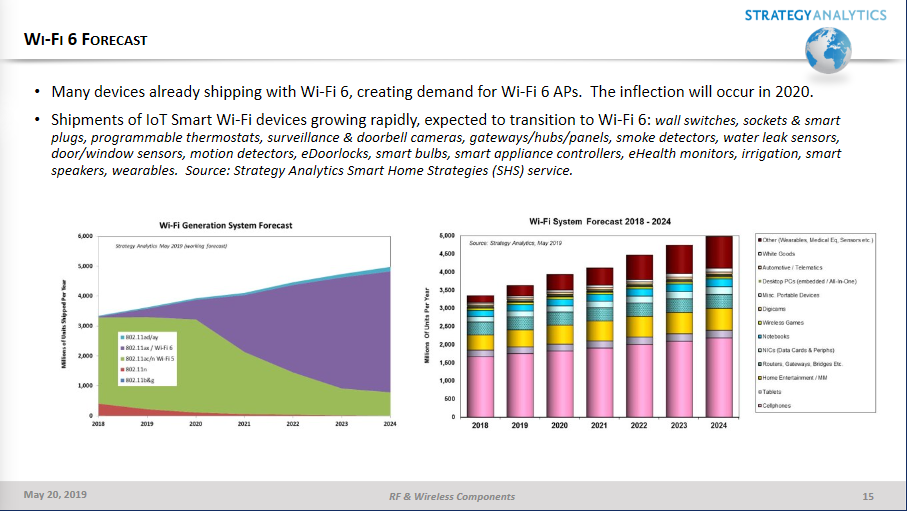 STRATEGYANALYTICS
WI-FI 6 FORECAST
• Many devices already shipping with Wi-Fi 6, creating demand for Wi-Fi 6 APs. The inflection will occur in 2020.
• Shipments of IoT Smart Wi-Fi devices growing rapidly, expected to transition to Wi-Fi 6: wall switches, sockets & smart
plugs, programmable thermostats, surveillance & doorbell cameras, gateways/hubs/panels, smoke detectors, water leak sensors,
door/window sensors, motion detectors, eDoorlocks, smart bulbs, smart appliance controllers, eHealth monitors, irrigation, smart
speakers, wearables. Source: Strategy Analytics Smart Home Strategies (SHS) service.
Wi-Fi Generation System Forecast
Strategy Analytics May 2019 (working forecast)
Millions of Units Shipped Per Year
6,000
5,000
4,000
3,000
2,000
1,000
0
802.11ad/ay
802.11ax / Wi-Fi 6
802.11ac/n Wi-Fi 5
802.11n
802.11b&g
2018 2019 2020 2021 2022 2023 2024
Wi-Fi System Forecast 2018 - 2024
Source: Strategy Analytics, May 2019
Millions Of Units Per Year
5,000
4,500
4,000
3,500
3,000
2,500
2,000
1,500
1,000
500
0
2018 2019 2020 2021 2022 2023 2024
Other (Wearables, Medical Eq, Sensors etc.)
White Goods
Automotive / Telematics
Desktop PCs (embedded / All-In-One)
Misc. Portable Devices
Digicams
Wireless Games
Notebooks
NICs (Data Cards & Periphs)
Routers, Gateways, Bridges Etc.
Home Entertainment / MM
Tablets
Cellphones
May 20, 2019
RF & Wireless Components
15